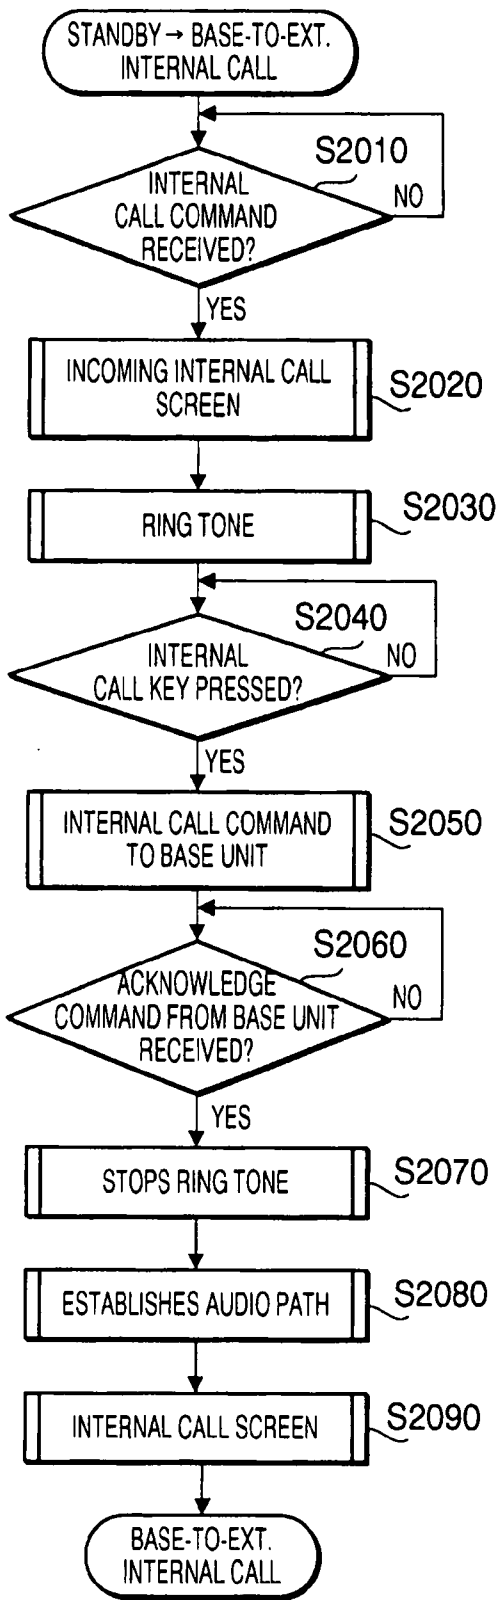 STANDBY → BASE-TO-EXT.
INTERNAL CALL
S2010
INTERNAL
CALL COMMAND
RECEIVED?
NO
YES
INCOMING INTERNAL CALL
SCREEN
S2020
RING TONE
S2030
S2040
INTERNAL
CALL KEY PRESSED?
NO
YES
INTERNAL CALL COMMAND
TO BASE UNIT
S2050
S2060
ACKNOWLEDGE
COMMAND FROM BASE UNIT
RECEIVED?
NO
YES
STOPS RING TONE
S2070
ESTABLISHES AUDIO PATH
S2080
INTERNAL CALL SCREEN
S2090
BASE-TO-EXT.
INTERNAL CALL